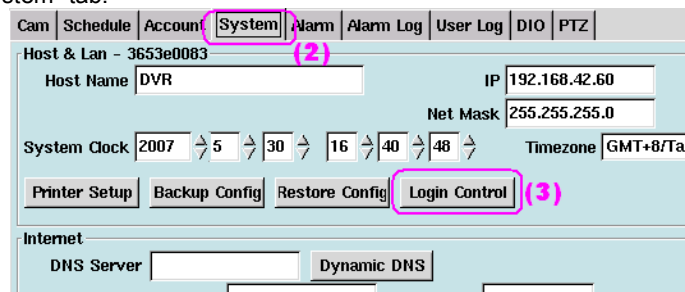 stem tab.
Cam Schedule Account System Alarm Alarm Log User Log DIO PTZ
(2)
Host & Lan - 3653e0083
Host Name DVR IP 192.168.42.60
Net Mask 255.255.255.0
System Clock 2007 5 30 16 40 48 Timezone GMT+8/Ta
Printer Setup Backup Config Restore Config Login Control (3)
Internet
DNS Server Dynamic DNS